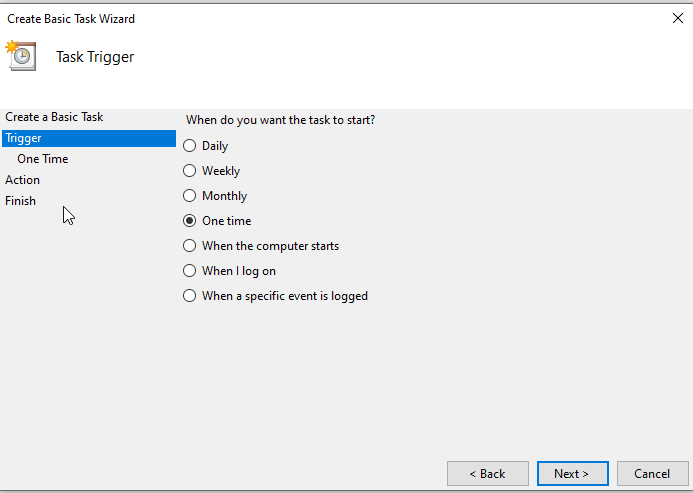 Create Basic Task Wizard
Task Trigger
Create a Basic Task
Trigger
One Time
Action
Finish
When do you want the task to start?
Daily
Weekly
Monthly
One time
When the computer starts
When I log on
When a specific event is logged
< Back
Next >
Cancel